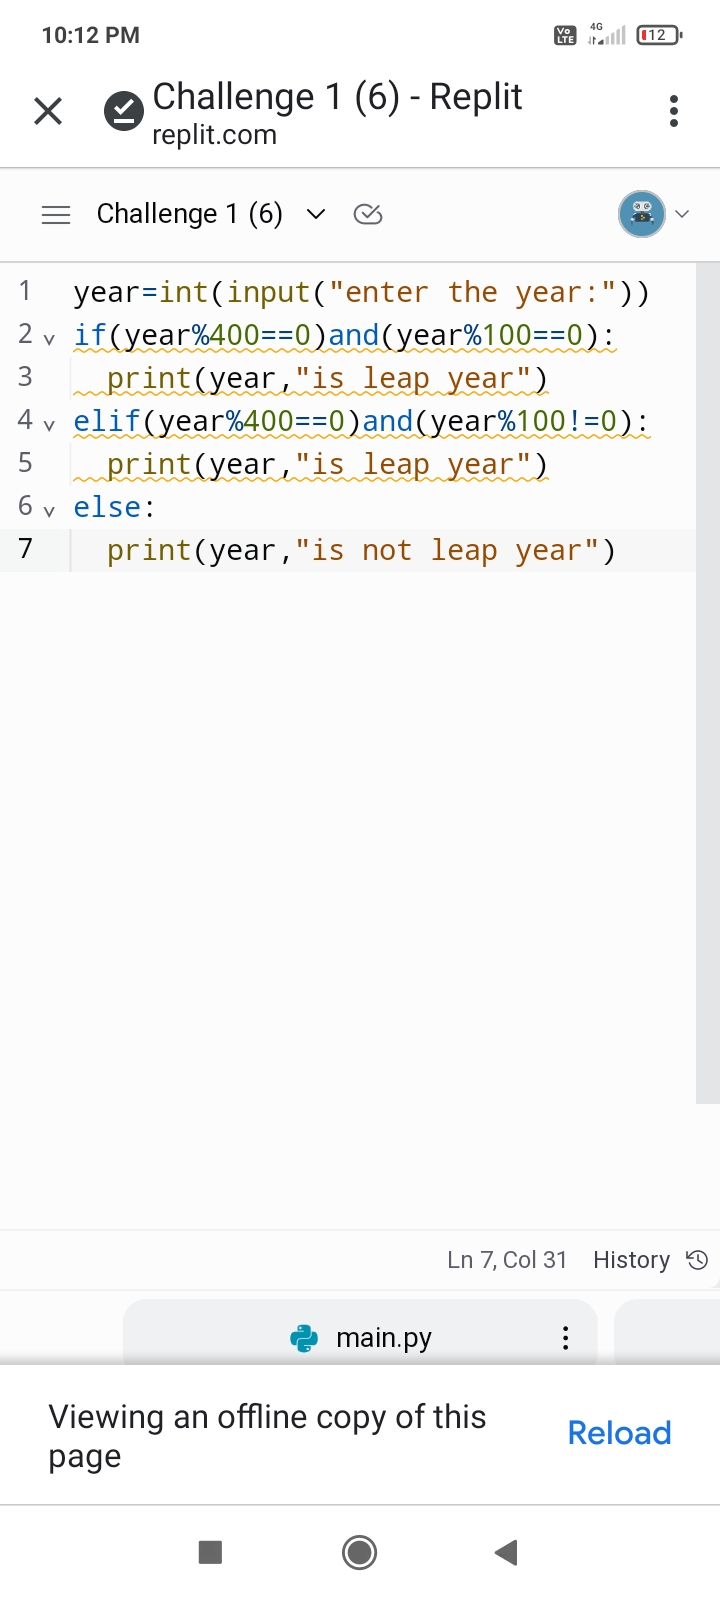 10:12 PM
Vo LTE 4G 12
Challenge 1 (6) - Replit
replit.com
Challenge 1 (6)
1 year=int(input("enter the year:"))
2 if(year%400==0)and(year%100==0):
3   print(year,"is leap year")
4 elif(year%400==0)and(year%100!=0):
5   print(year,"is leap year")
6 else:
7   print(year,"is not leap year")
Ln 7, Col 31 History
main.py
Viewing an offline copy of this
page
Reload